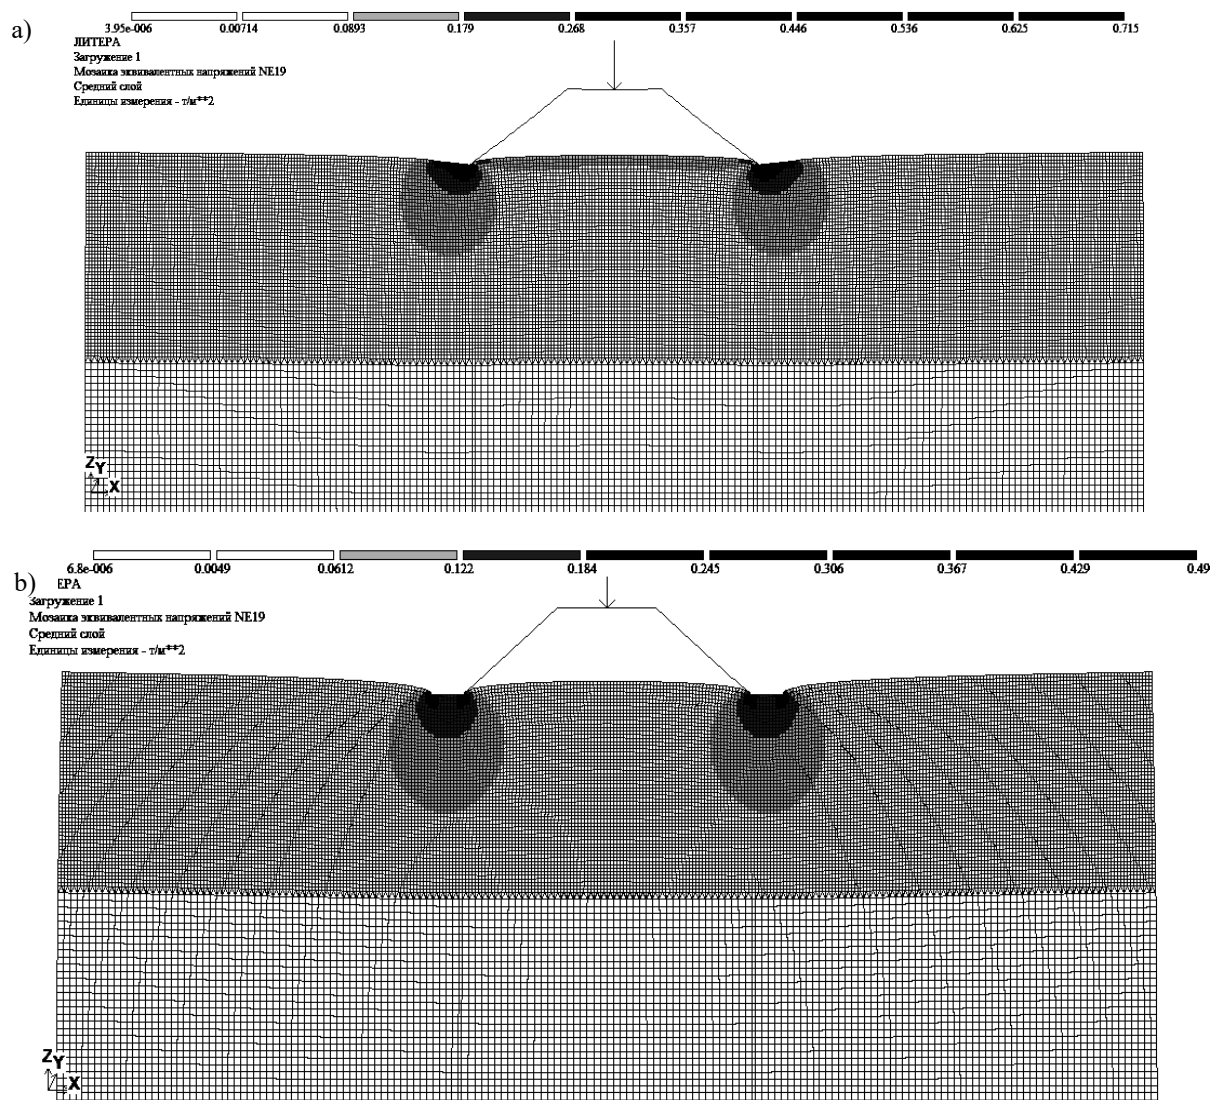 a)
3.95e-006 0.00714 0.0893 0.179 0.268 0.357 0.446 0.536 0.625 0.715
ЛИТЕРА
Загружение 1
Мозаика эквивалентных напряжений NE19
Средний слой
Единицы измерения - т/м**2
Z Y
X
6.8e-006 0.0049 0.0612 0.122 0.184 0.245 0.306 0.367 0.429 0.49
b) ЕРА
Загружение 1
Мозаика эквивалентных напряжений NE19
Средний слой
Единицы измерения - т/м**2
Z Y
X